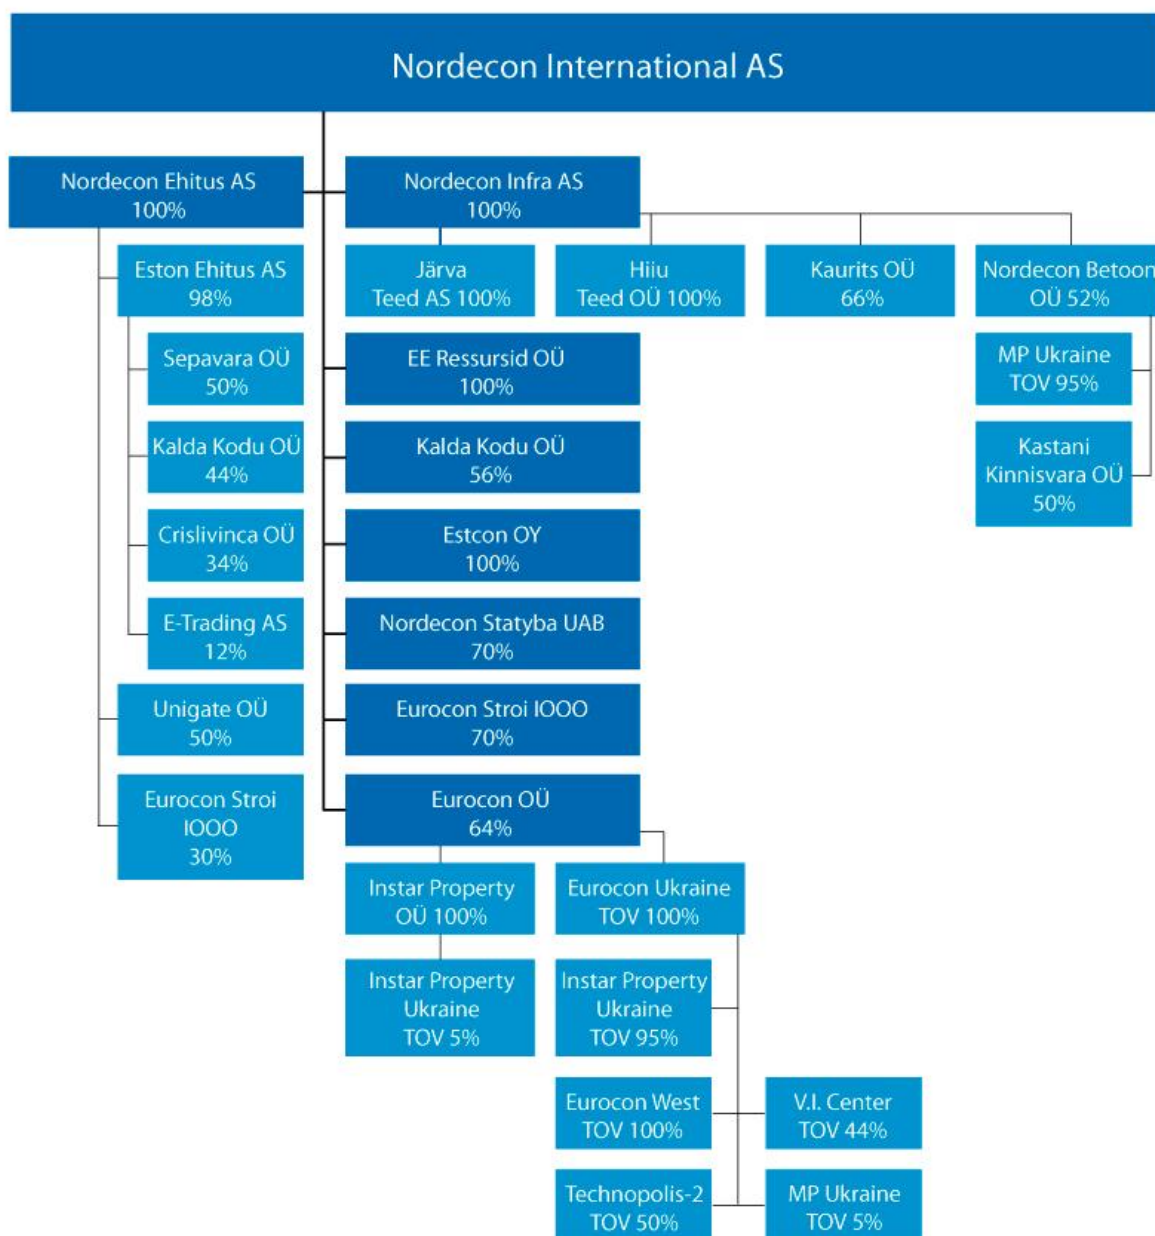 Nordecon International AS
Nordecon Ehitus AS
100%
Nordecon Infra AS
100%
Eston Ehitus AS
98%
Järva
Teed AS 100%
Hiiu
Teed OÜ 100%
Kaurits OÜ
66%
Nordecon Betoon
OÜ 52%
Sepavara OÜ
50%
EE Ressursid OÜ
100%
MP Ukraine
TOV 95%
Kalda Kodu OÜ
44%
Kalda Kodu OÜ
56%
Kastani
Kinnisvara OÜ
50%
Crislivinca OÜ
34%
Estcon OY
100%
E-Trading AS
12%
Nordecon Statyba UAB
70%
Unigate OÜ
50%
Eurocon Stroi IOOO
70%
Eurocon Stroi
IOOO
30%
Eurocon OÜ
64%
Instar Property
OÜ 100%
Eurocon Ukraine
TOV 100%
Instar Property
Ukraine
TOV 5%
Instar Property
Ukraine
TOV 95%
Eurocon West
TOV 100%
V.I. Center
TOV 44%
Technopolis-2
TOV 50%
MP Ukraine
TOV 5%